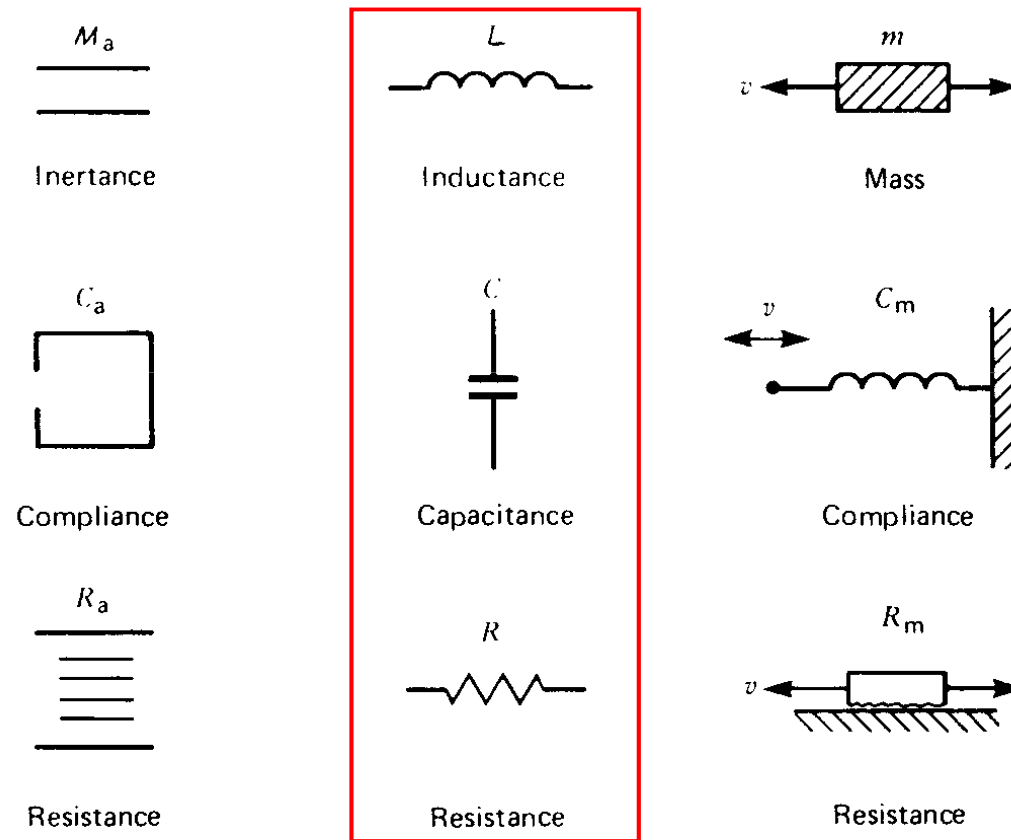 Mₐ L m
v
Inertance Inductance Mass
Cₐ C v Cₘ
Compliance Capacitance Compliance
Rₐ R Rₘ
v
Resistance Resistance Resistance